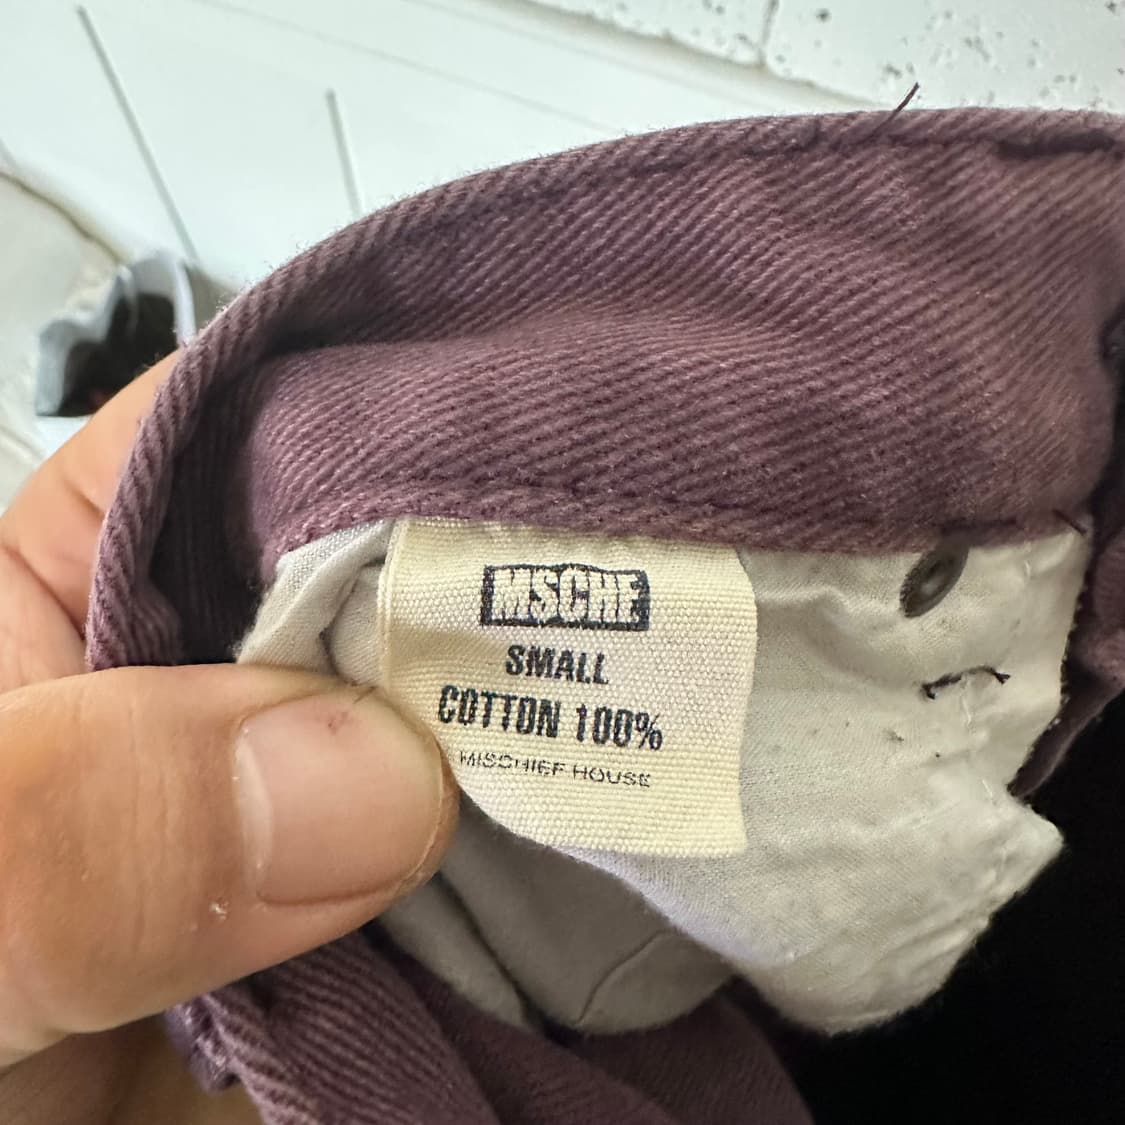 MSCHF
SMALL
COTTON 100%
MISCHIEF HOUSE